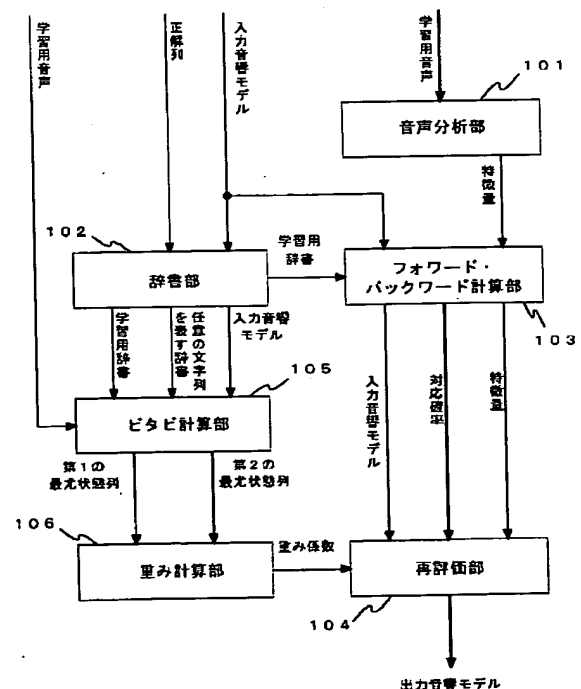 学習用音声
正解列
入力音響モデル
学習用音声
101
音声分析部
特徴量
102
学習用
辞書
辞書部
フォワード・
バックワード計算部
103
学習用辞書
任意の文字列
を表す辞書
入力音響
モデル
105
ビタビ計算部
入力音響モデル
対応確率
特徴量
第1の
最尤状態列
第2の
最尤状態列
106
重み計算部
重み係数
再評価部
104
出力音響モデル